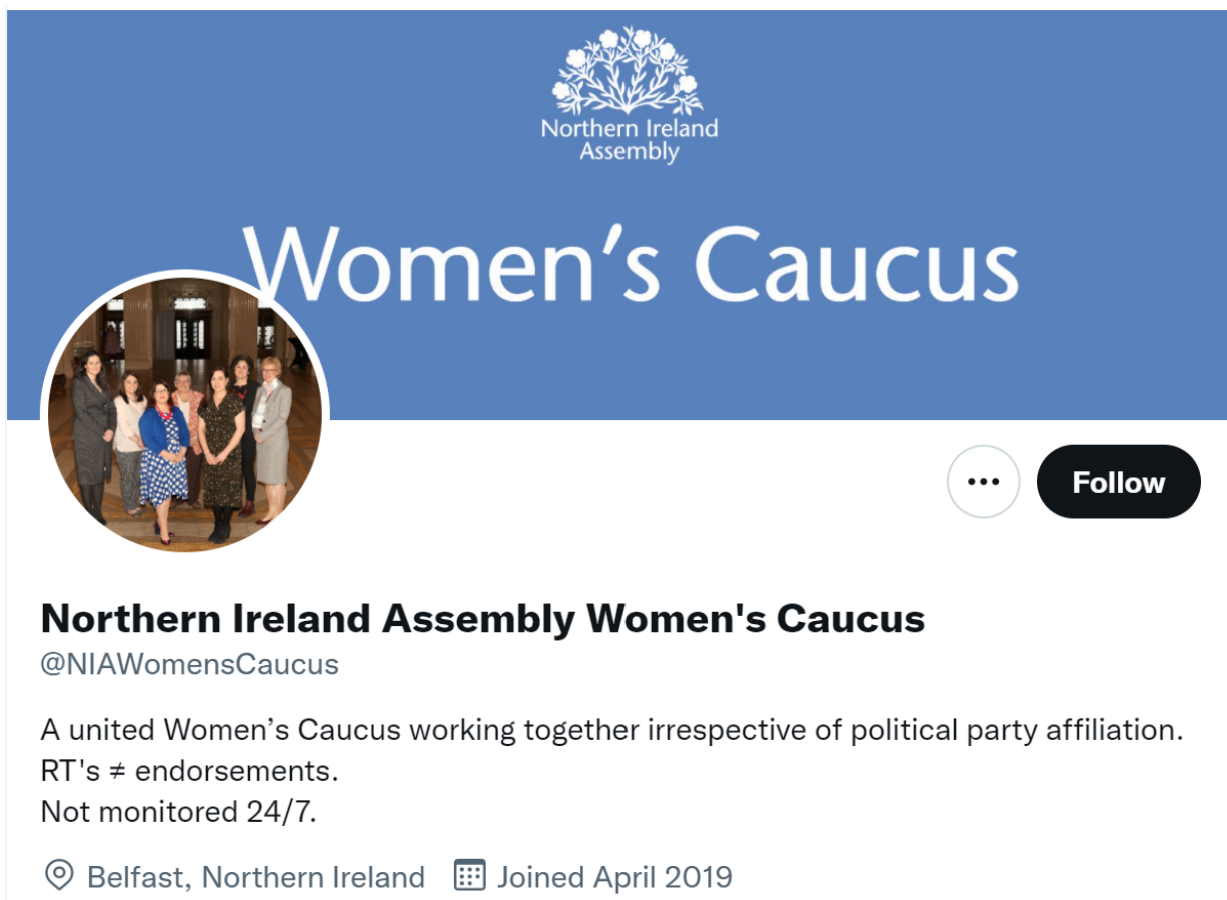 Northern Ireland
Assembly
Women’s Caucus
Follow
Northern Ireland Assembly Women's Caucus
@NIAWomensCaucus
A united Women’s Caucus working together irrespective of political party affiliation.
RT's ≠ endorsements.
Not monitored 24/7.
Belfast, Northern Ireland Joined April 2019